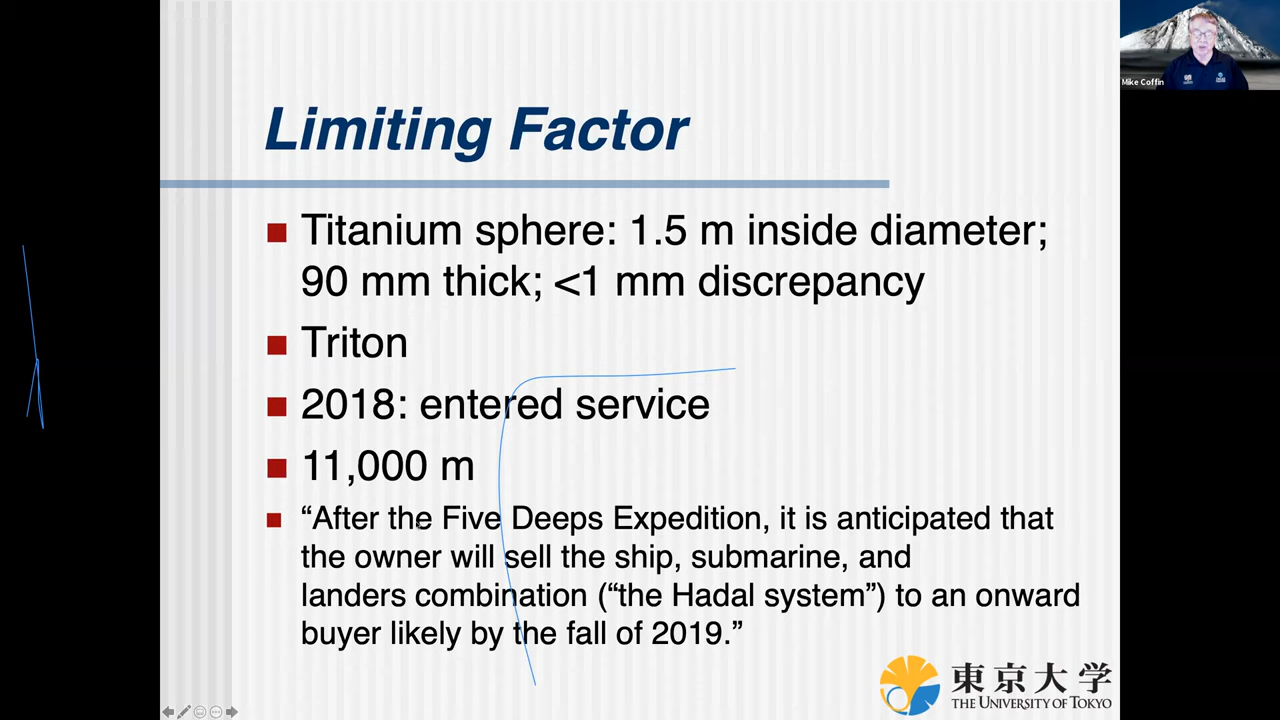 Mike Coffin
Limiting Factor
Titanium sphere: 1.5 m inside diameter;
90 mm thick; <1 mm discrepancy
Triton
2018: entered service
11,000 m
“After the Five Deeps Expedition, it is anticipated that
the owner will sell the ship, submarine, and
landers combination (“the Hadal system”) to an onward
buyer likely by the fall of 2019.”
東京大学
THE UNIVERSITY OF TOKYO